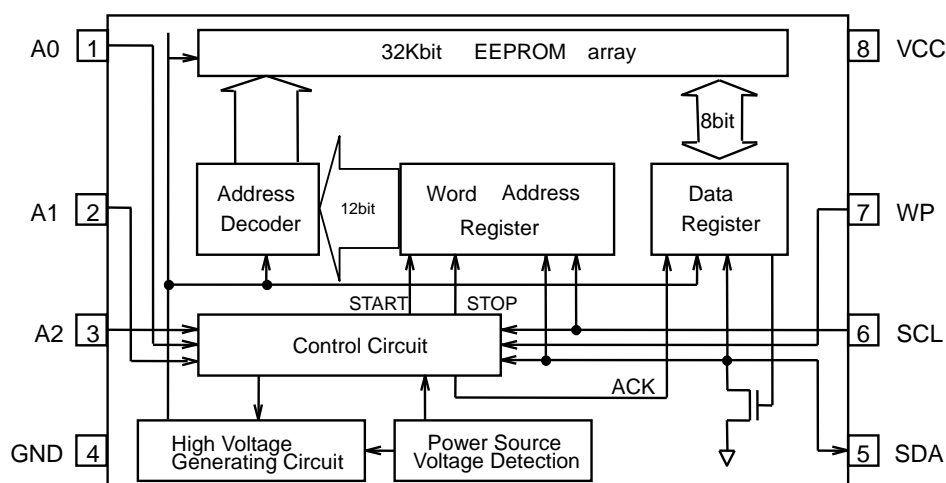 A0 1
32Kbit EEPROM array
8 VCC
8bit
A1 2
Address
Decoder
12bit
Word Address
Register
Data
Register
7 WP
START
STOP
A2 3
Control Circuit
6 SCL
ACK
GND 4
High Voltage
Generating Circuit
Power Source
Voltage Detection
5 SDA